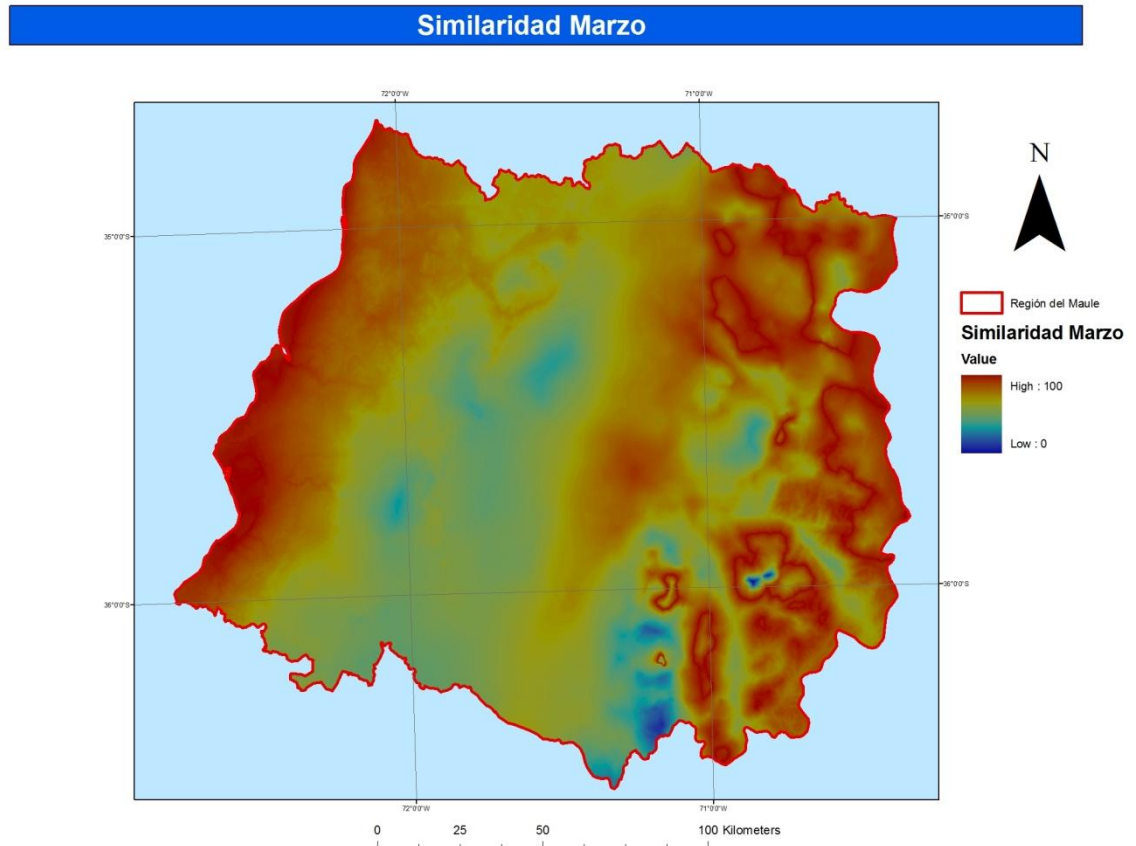 Similaridad Marzo
72°0'0"W
71°0'0"W
N
35°0'0"S
35°0'0"S
Región del Maule
Similaridad Marzo
Value
High : 100
Low : 0
36°0'0"S
36°0'0"S
72°0'0"W
71°0'0"W
0
25
50
100 Kilometers